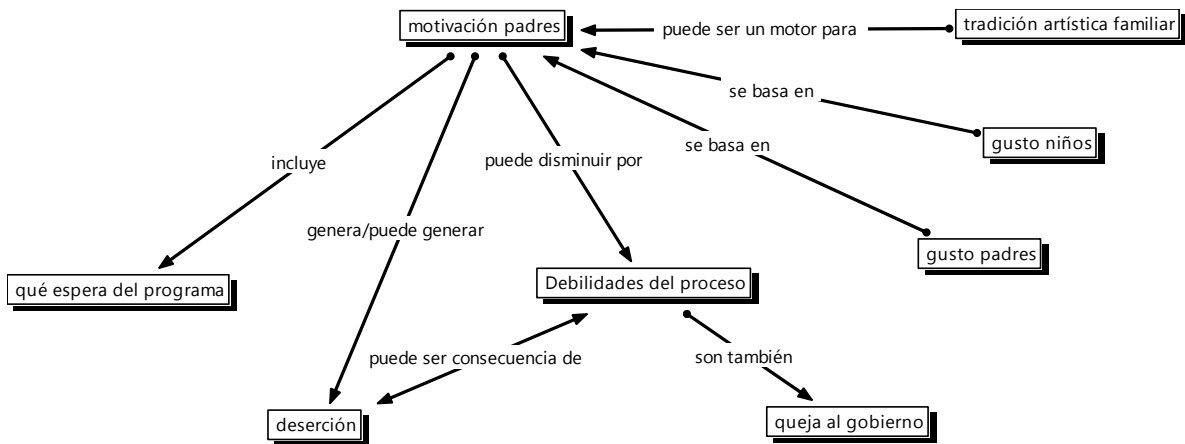 motivación padres
puede ser un motor para
tradición artística familiar
se basa en
gusto niños
se basa en
incluye
puede disminuir por
genera/puede generar
gusto padres
qué espera del programa
Debilidades del proceso
puede ser consecuencia de
son también
deserción
queja al gobierno